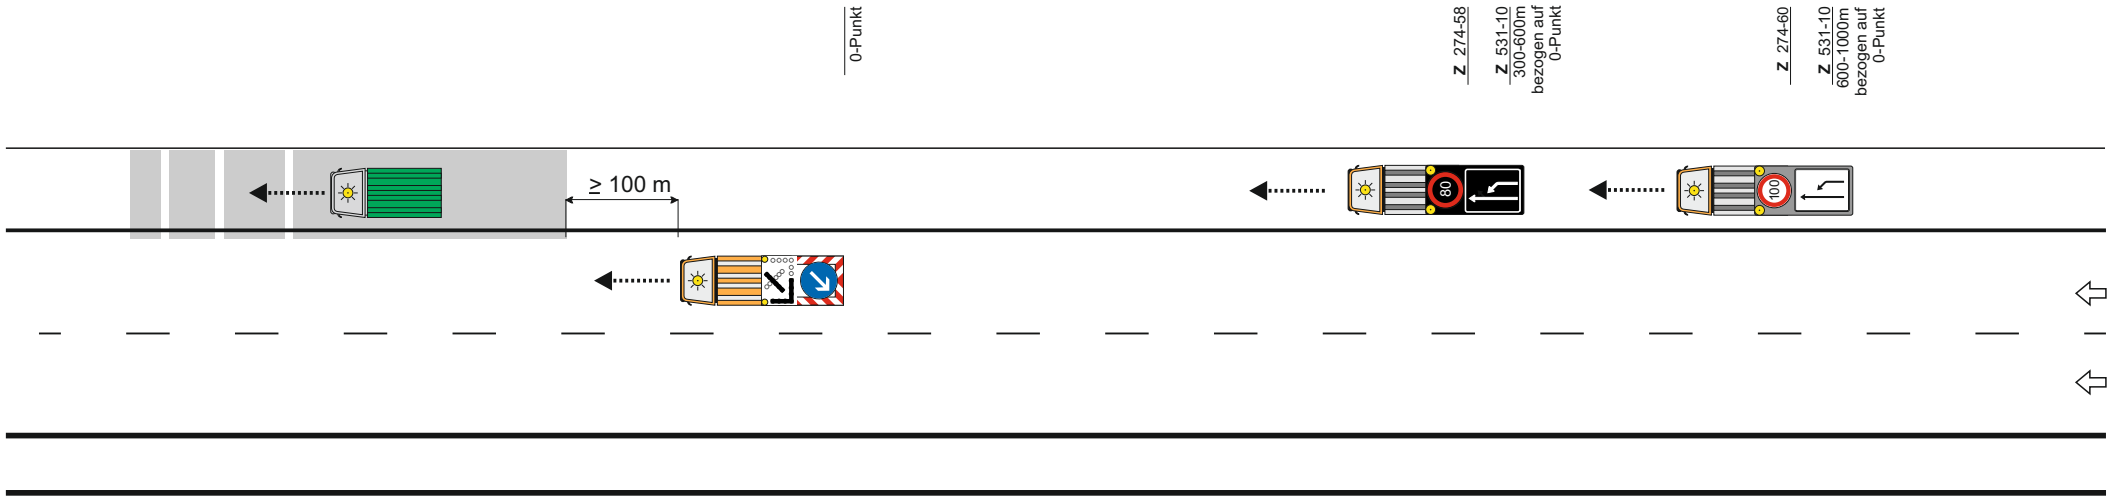 0-Punkt
Z 274-58
Z 531-10
300-600m
bezogen auf
0-Punkt
Z 274-60
Z 531-10
600-1000m
bezogen auf
0-Punkt
≥ 100 m
80
100